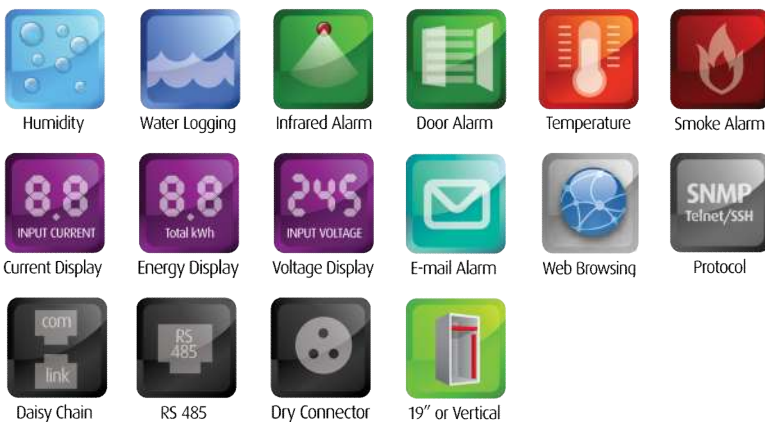 Humidity
Water Logging
Infrared Alarm
Door Alarm
Temperature
Smoke Alarm
8.8
INPUT CURRENT
8.8
Total kWh
245
INPUT VOLTAGE
SNMP
Telnet/SSH
Current Display
Energy Display
Voltage Display
E-mail Alarm
Web Browsing
Protocol
com
link
RS
485
Daisy Chain
RS 485
Dry Connector
19” or Vertical